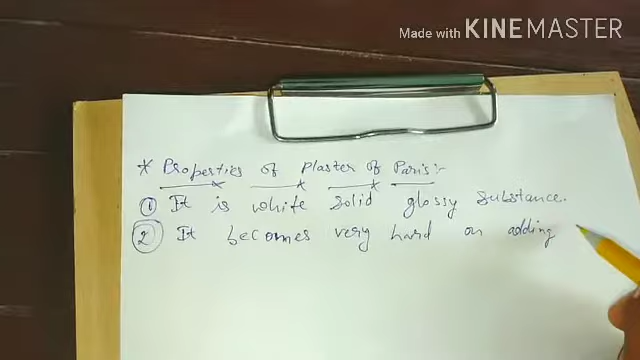 Made with KINEMASTER
* Properties of Plaster of Paris:-
① It is white solid glossy substance.
② It becomes very hard on adding